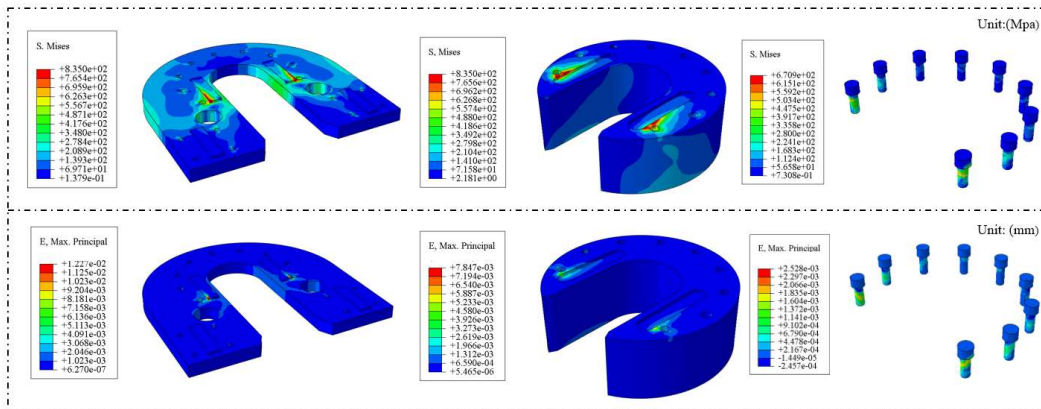 Unit:(Mpa)
S. Mises
+8.350e+02
+7.654e+02
+6.959e+02
+6.263e+02
+5.567e+02
+4.871e+02
+4.176e+02
+3.480e+02
+2.784e+02
+2.089e+02
+1.393e+02
+6.971e+01
+1.379e-01
S, Mises
+8.350e+02
+7.656e+02
+6.962e+02
+6.268e+02
+5.574e+02
+4.880e+02
+4.186e+02
+3.492e+02
+2.798e+02
+2.104e+02
+1.410e+02
+7.158e+01
+2.181e+00
S, Mises
+6.709e+02
+6.151e+02
+5.592e+02
+5.034e+02
+4.475e+02
+3.917e+02
+3.358e+02
+2.800e+02
+2.241e+02
+1.683e+02
+1.124e+02
+5.658e+01
+7.308e-01
Unit: (mm)
E, Max. Principal
+1.227e-02
+1.125e-02
+1.023e-02
+9.204e-03
+8.181e-03
+7.158e-03
+6.136e-03
+5.113e-03
+4.091e-03
+3.068e-03
+2.046e-03
+1.023e-03
+6.270e-07
E, Max. Principal
+7.847e-03
+7.194e-03
+6.540e-03
+5.887e-03
+5.233e-03
+4.580e-03
+3.926e-03
+3.273e-03
+2.619e-03
+1.966e-03
+1.312e-03
+6.590e-04
+5.465e-06
E, Max. Principal
+2.528e-03
+2.297e-03
+2.066e-03
+1.835e-03
+1.604e-03
+1.372e-03
+1.141e-03
+9.102e-04
+6.790e-04
+4.478e-04
+2.167e-04
-1.449e-05
-2.457e-04